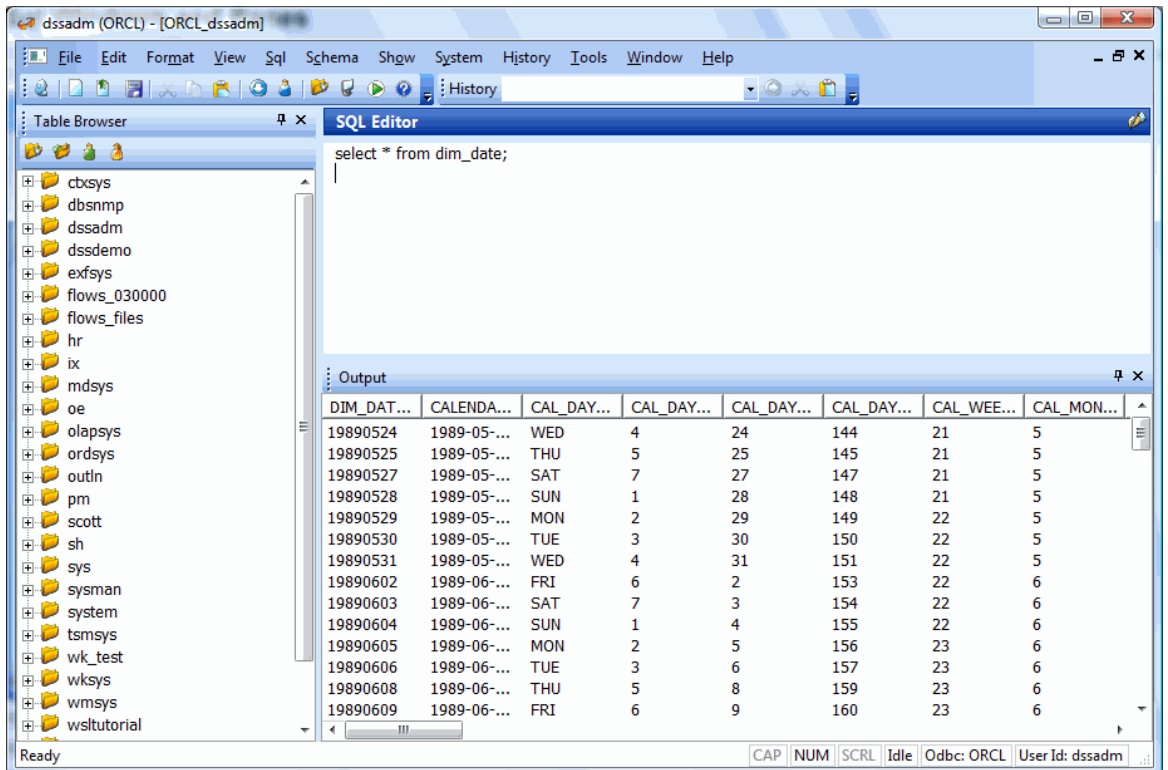 dssadm (ORCL) - [ORCL_dssadm]
File Edit Format View Sql Schema Show System History Tools Window Help
History
Table Browser
ctxsys
dbsnmp
dssadm
dssdemo
exfsys
flows_030000
flows_files
hr
ix
mdsys
oe
olapsys
ordsys
outln
pm
scott
sh
sys
sysman
system
tsmsys
wk_test
wksys
wmsys
wsltutorial
SQL Editor
select * from dim_date;
Output
DIM_DAT... CALENDA... CAL_DAY... CAL_DAY... CAL_DAY... CAL_DAY... CAL_WEE... CAL_MON...
19890524 1989-05-... WED 4 24 144 21 5
19890525 1989-05-... THU 5 25 145 21 5
19890527 1989-05-... SAT 7 27 147 21 5
19890528 1989-05-... SUN 1 28 148 21 5
19890529 1989-05-... MON 2 29 149 22 5
19890530 1989-05-... TUE 3 30 150 22 5
19890531 1989-05-... WED 4 31 151 22 5
19890602 1989-06-... FRI 6 2 153 22 6
19890603 1989-06-... SAT 7 3 154 22 6
19890604 1989-06-... SUN 1 4 155 22 6
19890605 1989-06-... MON 2 5 156 23 6
19890606 1989-06-... TUE 3 6 157 23 6
19890608 1989-06-... THU 5 8 159 23 6
19890609 1989-06-... FRI 6 9 160 23 6
Ready CAP NUM SCRL Idle Odbc: ORCL User Id: dssadm